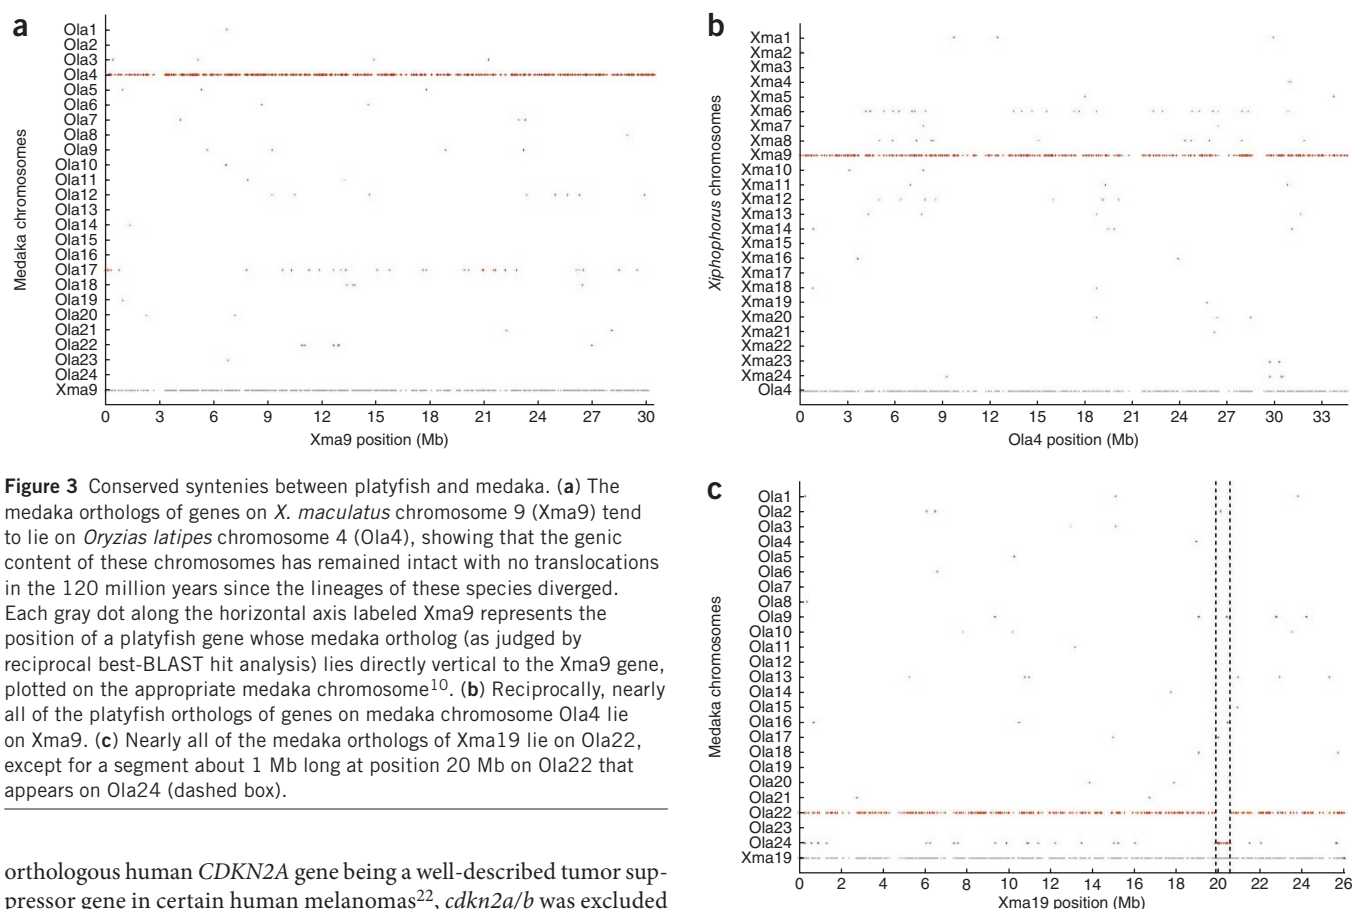 a
Ola1
Ola2
Ola3
Ola4
Ola5
Ola6
Ola7
Ola8
Ola9
Ola10
Ola11
Ola12
Ola13
Ola14
Ola15
Ola16
Ola17
Ola18
Ola19
Ola20
Ola21
Ola22
Ola23
Ola24
Xma9
Medaka chromosomes
0 3 6 9 12 15 18 21 24 27 30
Xma9 position (Mb)
b
Xma1
Xma2
Xma3
Xma4
Xma5
Xma6
Xma7
Xma8
Xma9
Xma10
Xma11
Xma12
Xma13
Xma14
Xma15
Xma16
Xma17
Xma18
Xma19
Xma20
Xma21
Xma22
Xma23
Xma24
Ola4
Xiphophorus chromosomes
0 3 6 9 12 15 18 21 24 27 30 33
Ola4 position (Mb)
Figure 3 Conserved syntenies between platyfish and medaka. (a) The
medaka orthologs of genes on X. maculatus chromosome 9 (Xma9) tend
to lie on Oryzias latipes chromosome 4 (Ola4), showing that the genic
content of these chromosomes has remained intact with no translocations
in the 120 million years since the lineages of these species diverged.
Each gray dot along the horizontal axis labeled Xma9 represents the
position of a platyfish gene whose medaka ortholog (as judged by
reciprocal best-BLAST hit analysis) lies directly vertical to the Xma9 gene,
plotted on the appropriate medaka chromosome10. (b) Reciprocally, nearly
all of the platyfish orthologs of genes on medaka chromosome Ola4 lie
on Xma9. (c) Nearly all of the medaka orthologs of Xma19 lie on Ola22,
except for a segment about 1 Mb long at position 20 Mb on Ola22 that
appears on Ola24 (dashed box).
orthologous human CDKN2A gene being a well-described tumor sup-
pressor gene in certain human melanomas22, cdkn2a/b was excluded
c
Ola1
Ola2
Ola3
Ola4
Ola5
Ola6
Ola7
Ola8
Ola9
Ola10
Ola11
Ola12
Ola13
Ola14
Ola15
Ola16
Ola17
Ola18
Ola19
Ola20
Ola21
Ola22
Ola23
Ola24
Xma19
Medaka chromosomes
0 2 4 6 8 10 12 14 16 18 20 22 24 26
Xma19 position (Mb)